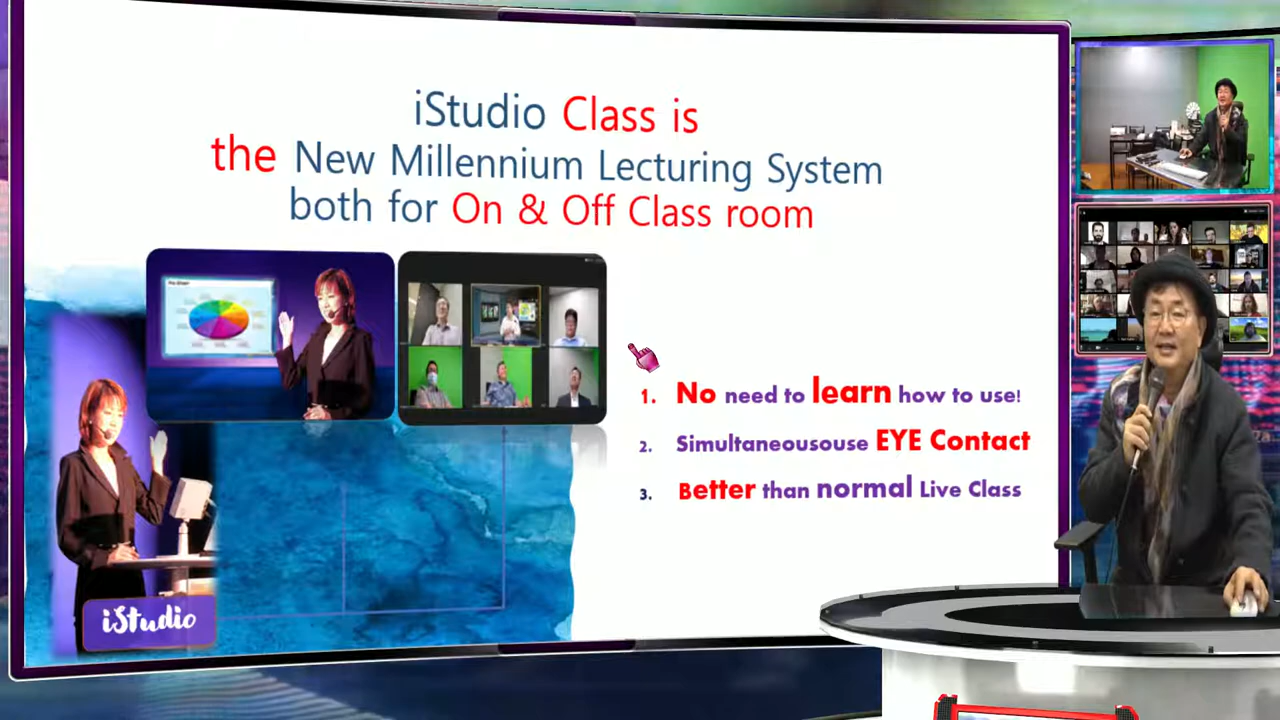 iStudio Class is
the New Millennium Lecturing System
both for On & Off Class room
1. No need to learn how to use!
2. Simultaneousouse EYE Contact
3. Better than normal Live Class
iStudio